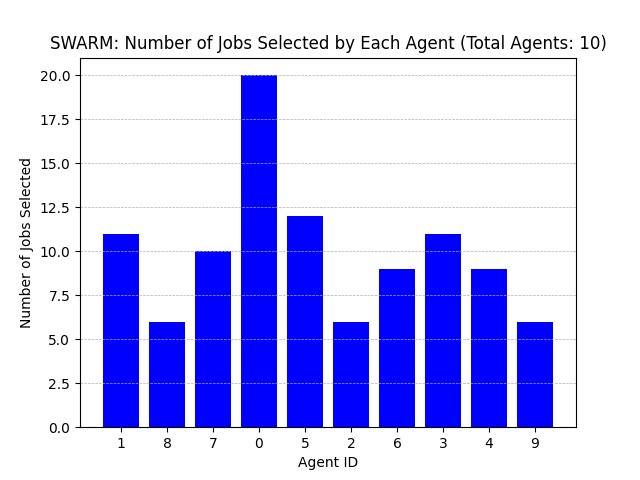 SWARM: Number of Jobs Selected by Each Agent (Total Agents: 10)
Number of Jobs Selected
20.0
17.5
15.0
12.5
10.0
7.5
5.0
2.5
0.0
1 8 7 0 5 2 6 3 4 9
Agent ID